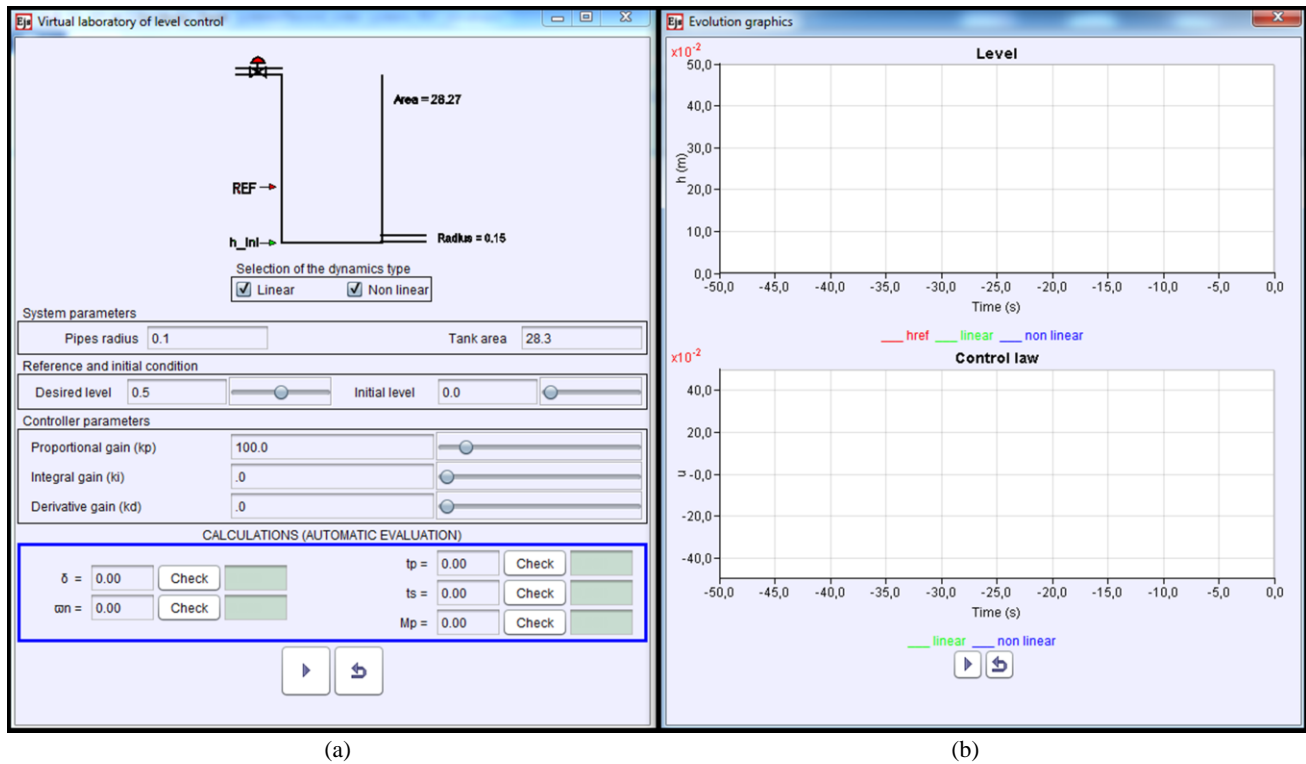 Virtual laboratory of level control
Area = 28.27
REF
h_ini
Radius = 0.15
Selection of the dynamics type
Linear Non linear
System parameters
Pipes radius 0.1 Tank area 28.3
Reference and initial condition
Desired level 0.5 Initial level 0.0
Controller parameters
Proportional gain (kp) 100.0
Integral gain (ki) .0
Derivative gain (kd) .0
CALCULATIONS (AUTOMATIC EVALUATION)
δ = 0.00 Check
ϖn = 0.00 Check
tp = 0.00 Check
ts = 0.00 Check
Mp = 0.00 Check
(a)
Evolution graphics
x10-2
Level
50,0
40,0
30,0
20,0
10,0
0,0
h (m)
-50,0 -45,0 -40,0 -35,0 -30,0 -25,0 -20,0 -15,0 -10,0 -5,0 0,0
Time (s)
___ href ___ linear ___ non linear
x10-2
Control law
40,0
20,0
-0,0
-20,0
-40,0
u
-50,0 -45,0 -40,0 -35,0 -30,0 -25,0 -20,0 -15,0 -10,0 -5,0 0,0
Time (s)
___ linear ___ non linear
(b)